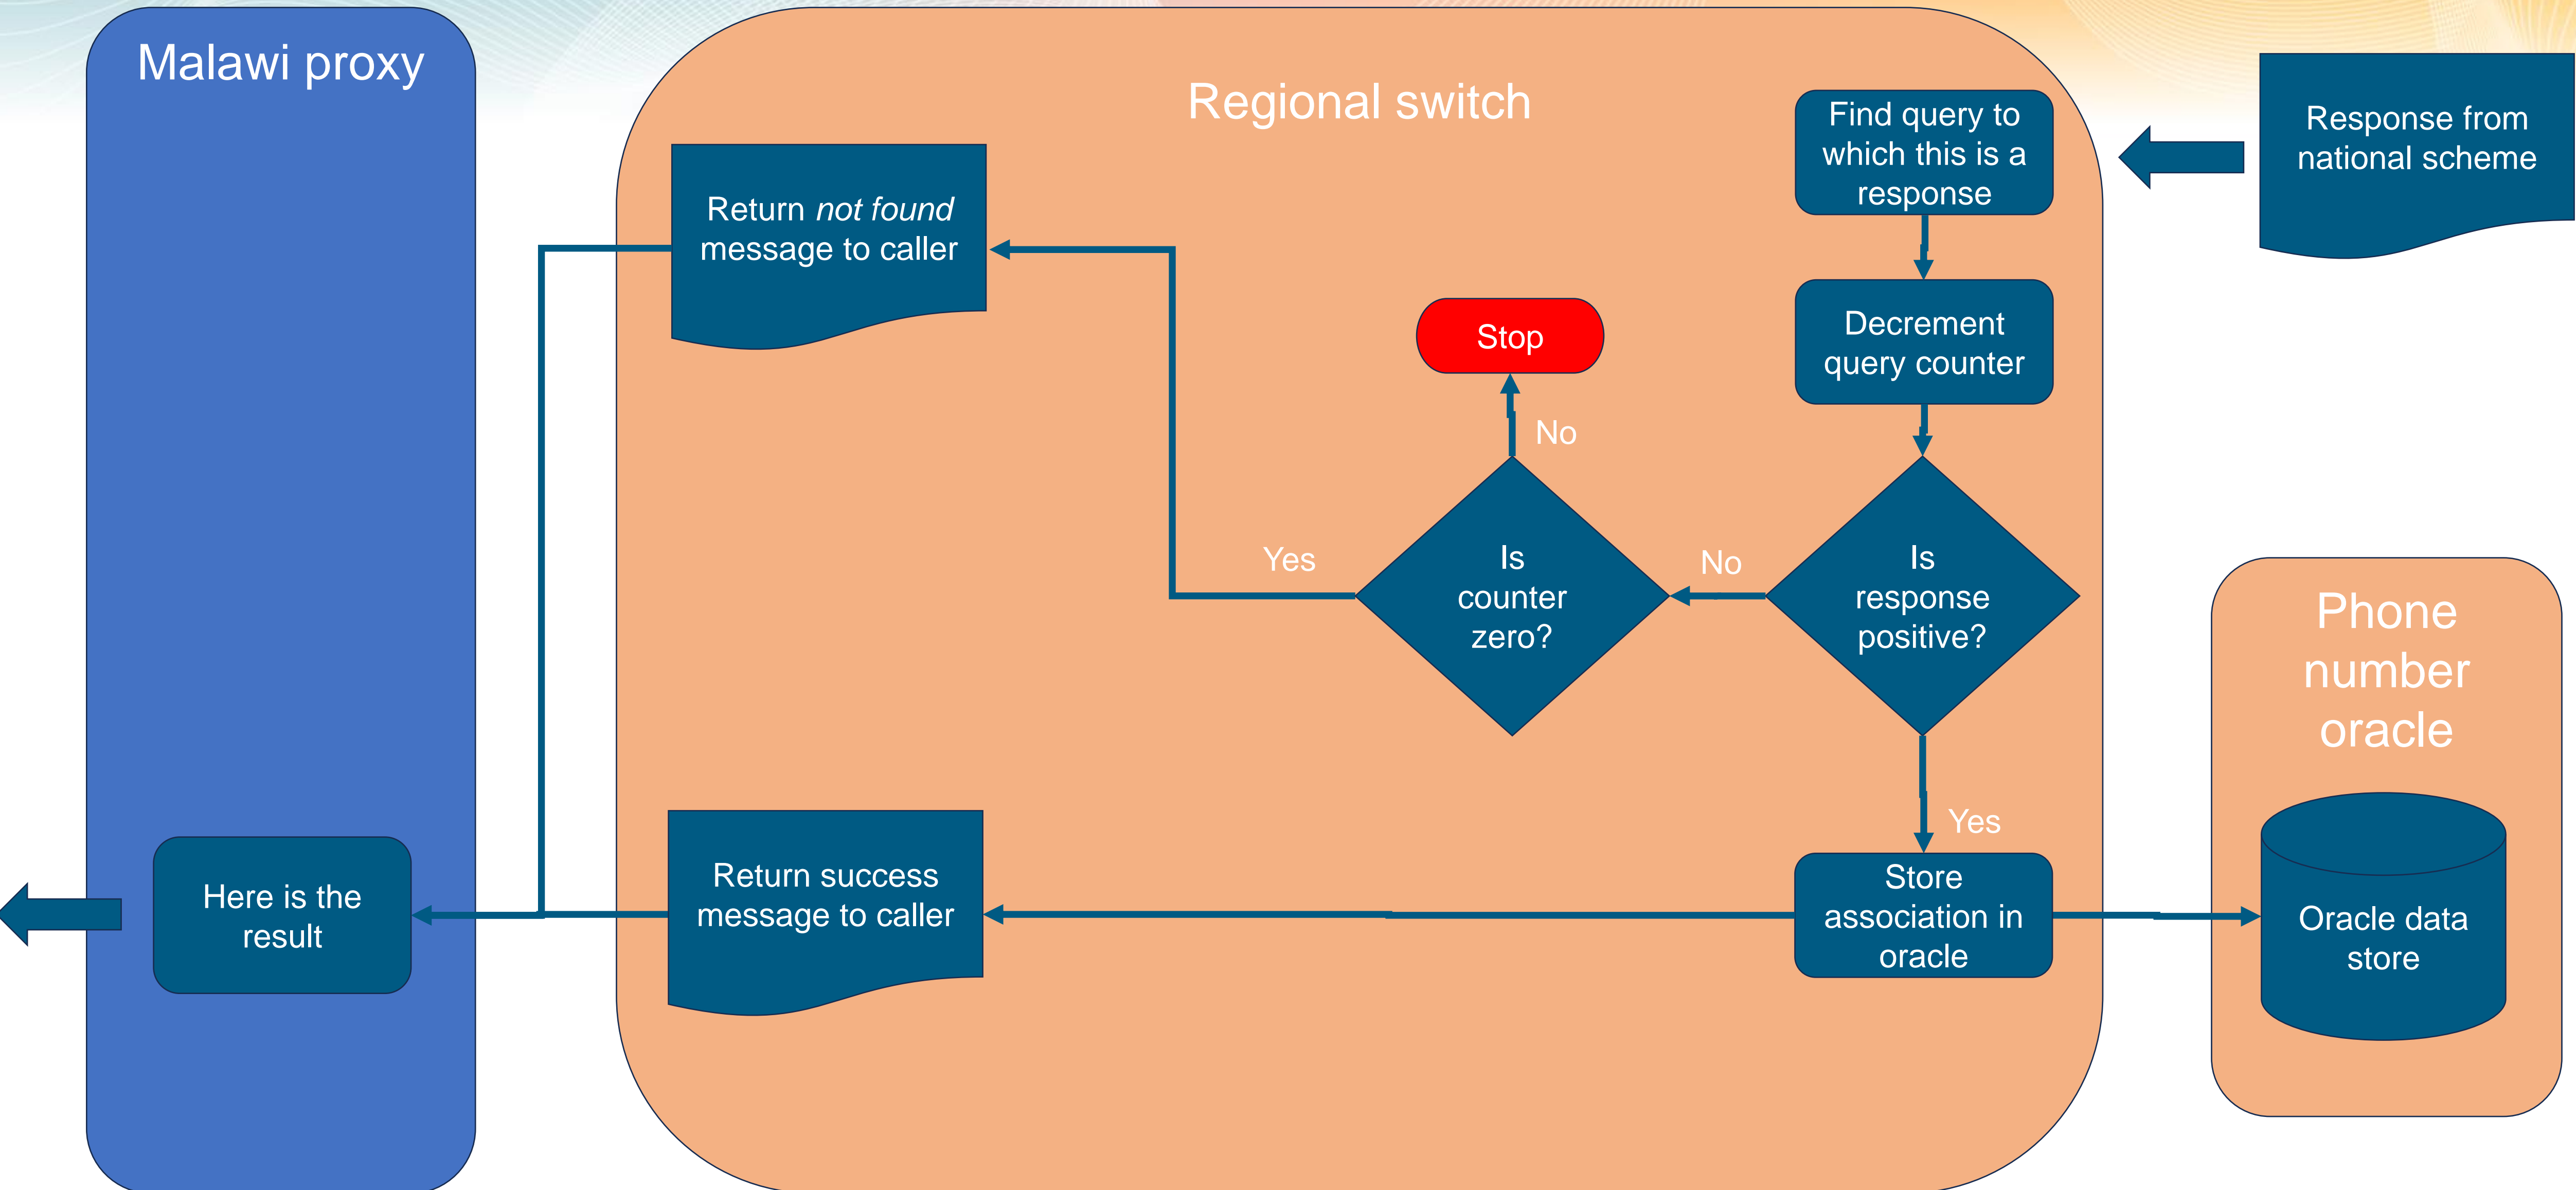 Malawi proxy
Regional switch
Find query to
which this is a
response
Response from
national scheme
Return not found
message to caller
Stop
Decrement
query counter
No
Yes
Is
counter
zero?
No
Is
response
positive?
Phone
number
oracle
Yes
Here is the
result
Return success
message to caller
Store
association in
oracle
Oracle data
store